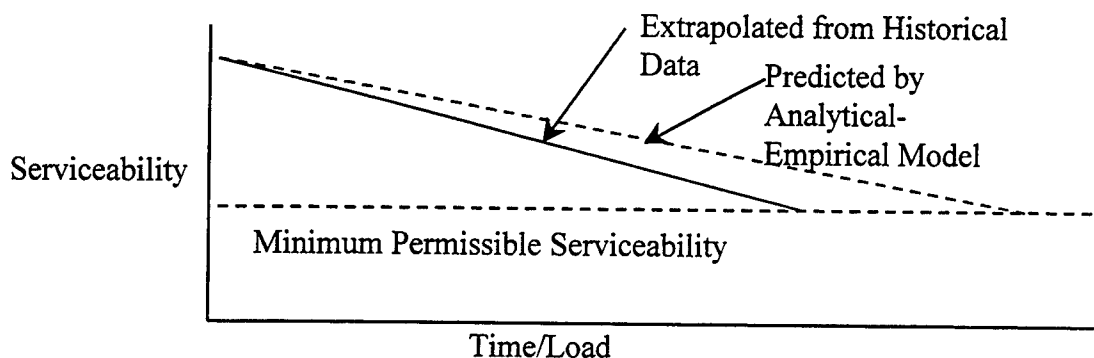 Extrapolated from Historical
Data
Predicted by
Analytical-
Empirical Model
Serviceability
Minimum Permissible Serviceability
Time/Load